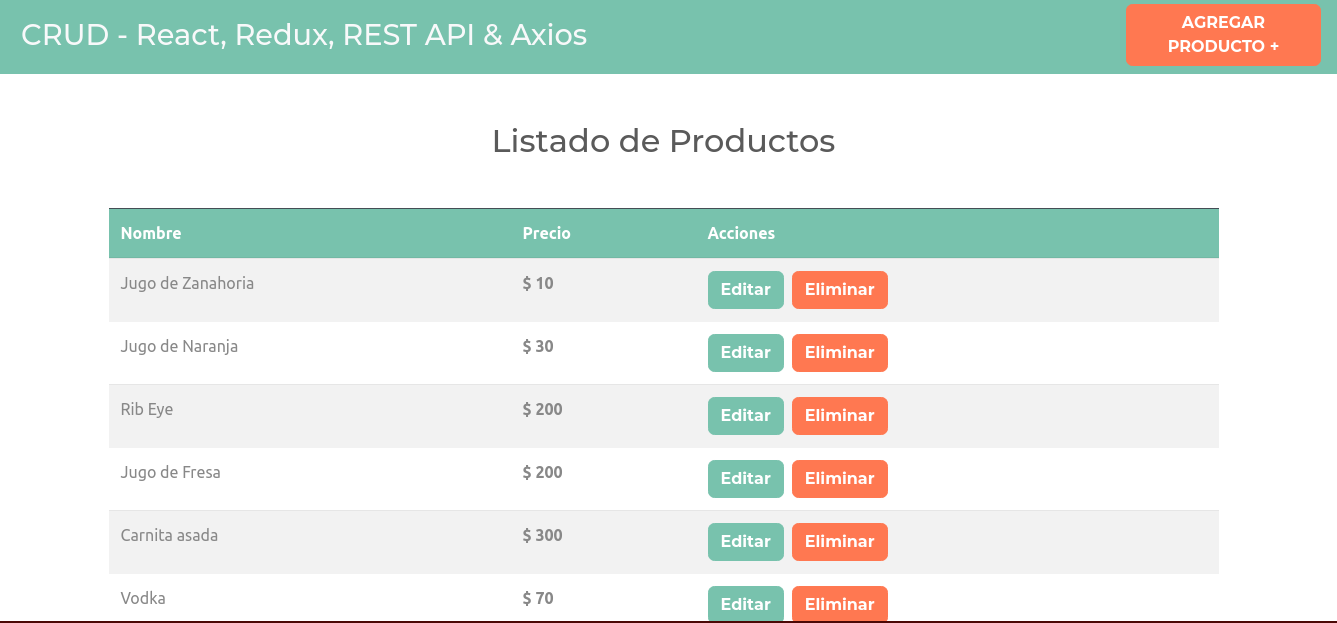 CRUD - React, Redux, REST API & Axios
AGREGAR
PRODUCTO +
Listado de Productos
Nombre Precio Acciones
Jugo de Zanahoria $ 10 Editar Eliminar
Jugo de Naranja $ 30 Editar Eliminar
Rib Eye $ 200 Editar Eliminar
Jugo de Fresa $ 200 Editar Eliminar
Carnita asada $ 300 Editar Eliminar
Vodka $ 70 Editar Eliminar